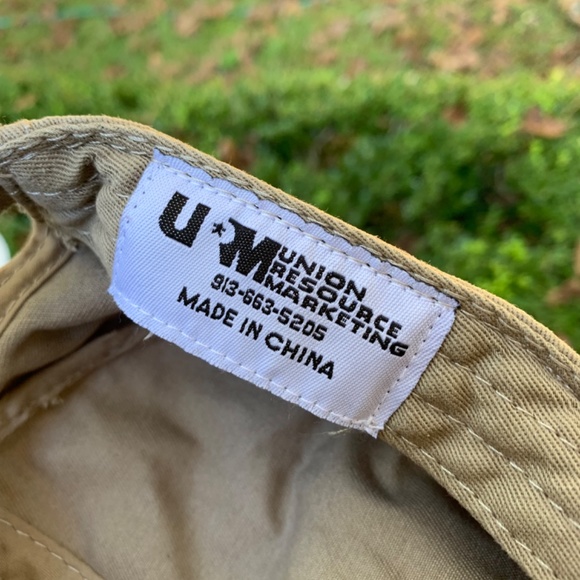 U★M UNION
RESOURCE
MARKETING
913-663-5205
MADE IN CHINA